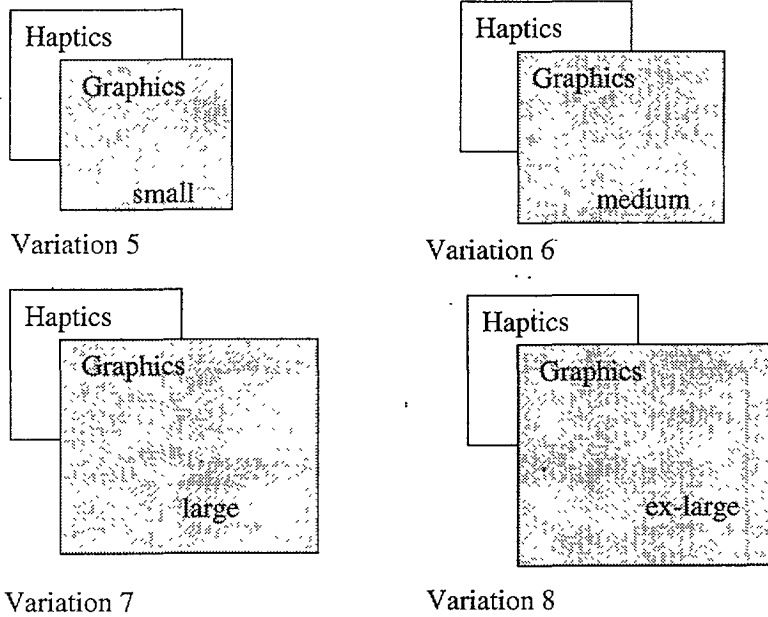 Haptics
Graphics
small
Variation 5
Haptics
Graphics
medium
Variation 6
Haptics
Graphics
large
Variation 7
Haptics
Graphics
ex-large
Variation 8